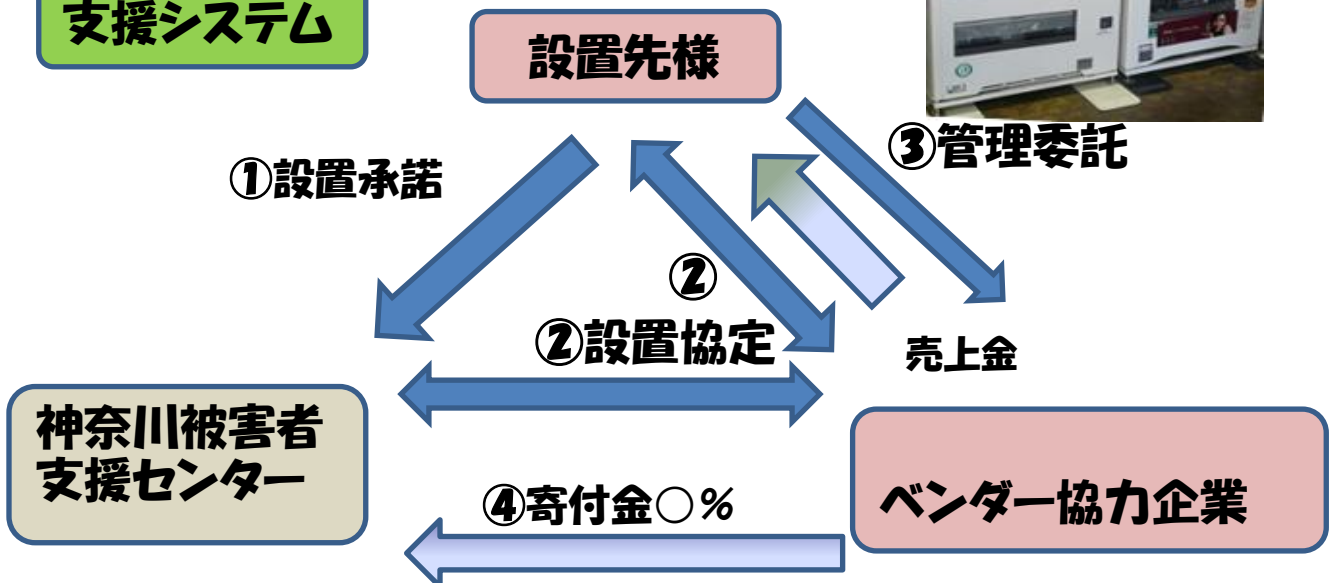 支援システム
設置先様
①設置承諾
③管理委託
②
②設置協定
売上金
神奈川被害者
支援センター
④寄付金○%
ベンダー協力企業